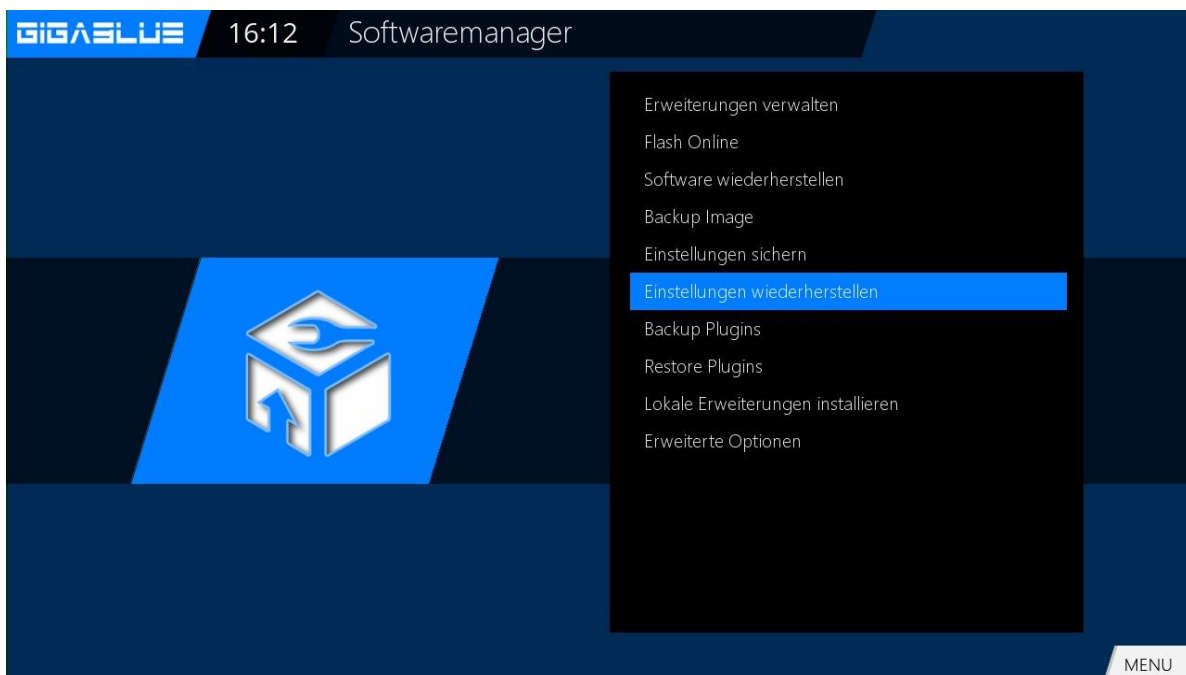 GIGABLUE 16:12 Softwaremanager
Erweiterungen verwalten
Flash Online
Software wiederherstellen
Backup Image
Einstellungen sichern
Einstellungen wiederherstellen
Backup Plugins
Restore Plugins
Lokale Erweiterungen installieren
Erweiterte Optionen
MENU